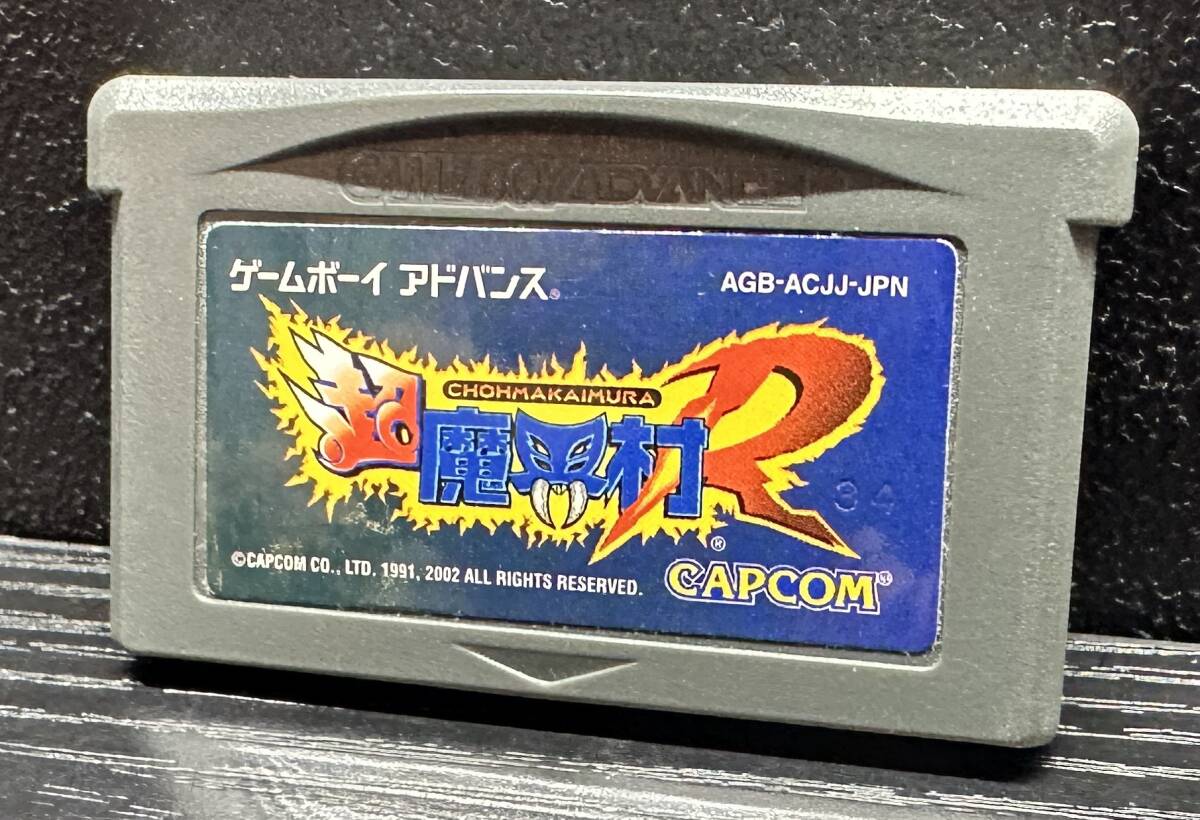 GAME BOY ADVANCE
ゲームボーイ アドバンス
AGB-ACJJ-JPN
CHOHMAKAIMURA
超魔界村R
®
34
©CAPCOM CO., LTD. 1991, 2002 ALL RIGHTS RESERVED.
CAPCOM